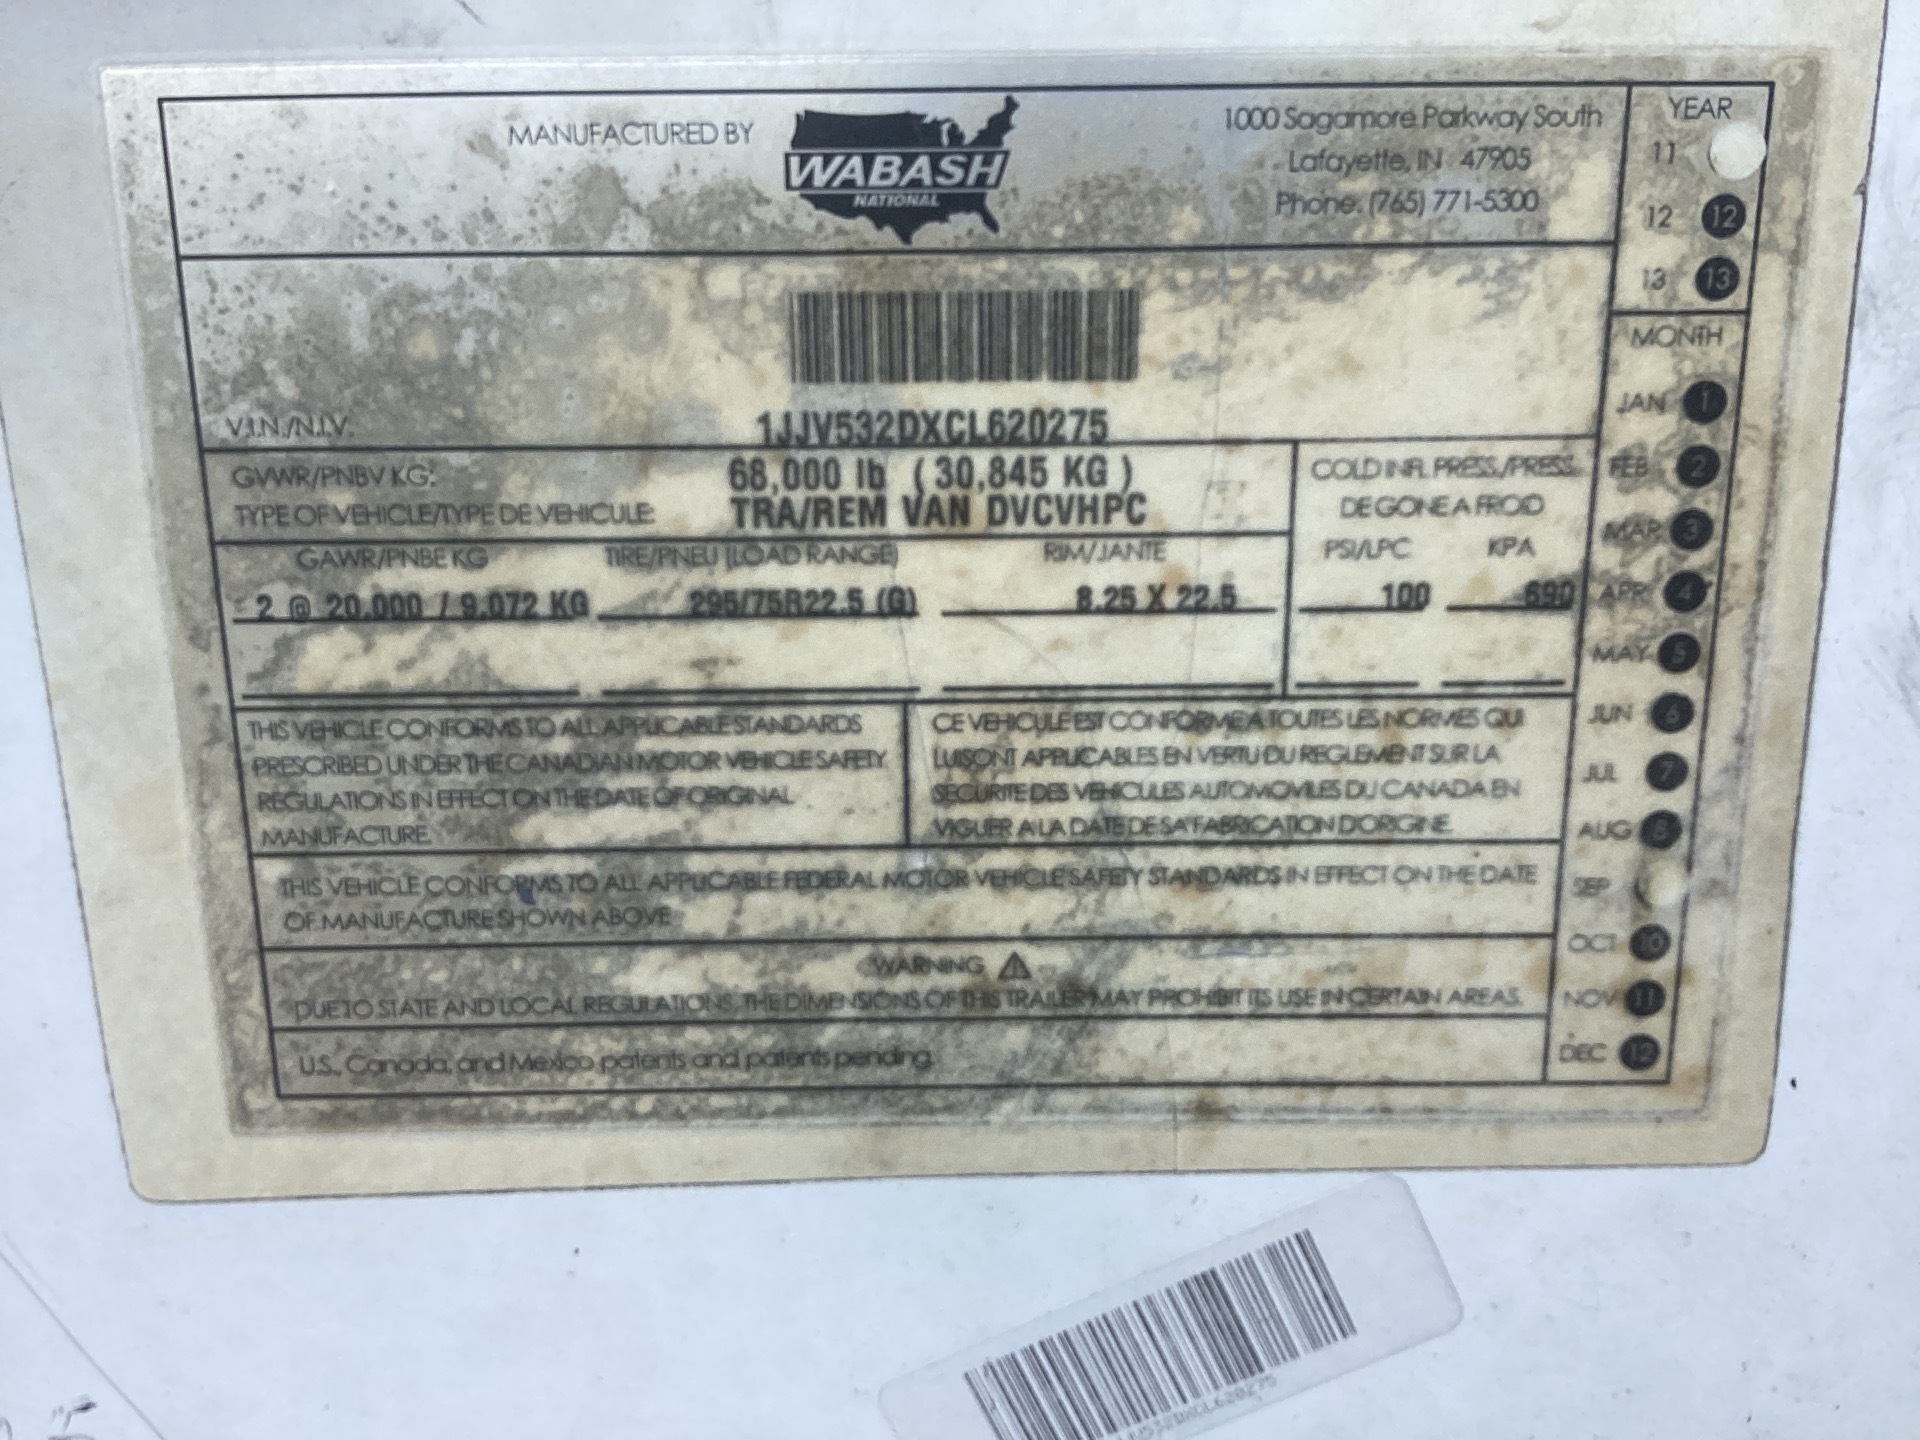 MANUFACTURED BY
WABASH
NATIONAL
1000 Sagamore Parkway South
Lafayette, IN 47905
Phone: (765) 771-5300
YEAR
11
12 12
13 13
V.I.N./N.I.V.
1JJV532DXCL620275
GVWR/PNBV KG: 68,000 lb ( 30,845 KG )
TYPE OF VEHICLE/TYPE DE VEHICULE: TRA/REM VAN DVCVHPC
COLD INFL. PRESS./PRESS.
DE GONE A FROID
PSI/LPC KPA
100 690
GAWR/PNBE KG TIRE/PNEU (LOAD RANGE) RIM/JANTE
2 @ 20,000 / 9,072 KG 295/75R22.5 (G) 8.25 X 22.5
THIS VEHICLE CONFORMS TO ALL APPLICABLE STANDARDS
PRESCRIBED UNDER THE CANADIAN MOTOR VEHICLE SAFETY
REGULATIONS IN EFFECT ON THE DATE OF ORIGINAL
MANUFACTURE.
CE VEHICULE EST CONFORME A TOUTES LES NORMES QUI
LUI SONT APPLICABLES EN VERTU DU REGLEMENT SUR LA
SECURITE DES VEHICULES AUTOMOVILES DU CANADA EN
VIGUER A LA DATE DE SA FABRICATION D'ORIGINE.
THIS VEHICLE CONFORMS TO ALL APPLICABLE FEDERAL MOTOR VEHICLE SAFETY STANDARDS IN EFFECT ON THE DATE
OF MANUFACTURE SHOWN ABOVE
WARNING
DUE TO STATE AND LOCAL REGULATIONS, THE DIMENSIONS OF THIS TRAILER MAY PROHIBIT ITS USE IN CERTAIN AREAS.
U.S., Canada, and Mexico patents and patents pending.
MONTH
JAN 1
FEB 2
MAR 3
APR 4
MAY 5
JUN 6
JUL 7
AUG 8
SEP
OCT 10
NOV 11
DEC 12